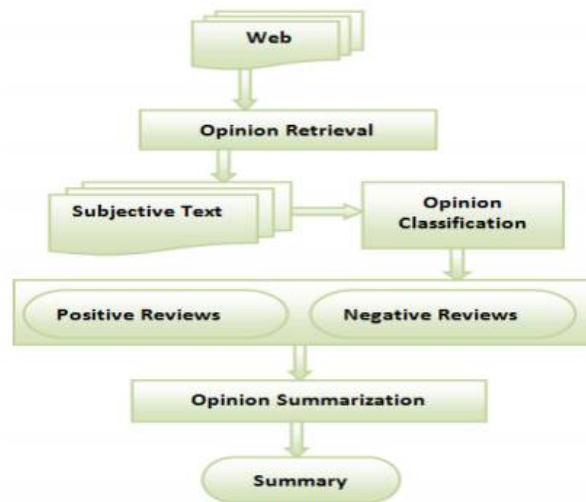 Web
Opinion Retrieval
Subjective Text
Opinion
Classification
Positive Reviews
Negative Reviews
Opinion Summarization
Summary